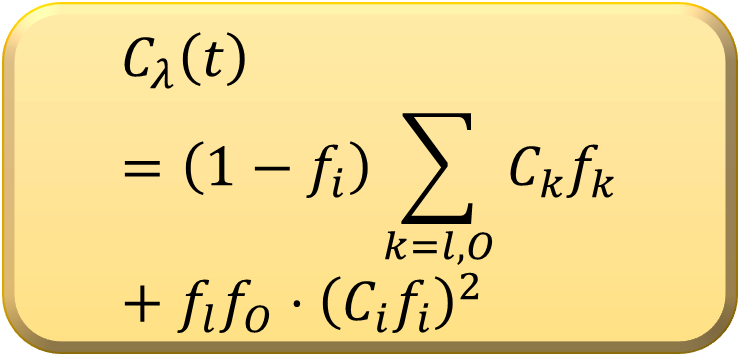 C_λ(t)
= (1 − f_i) ∑_{k=l,O} C_k f_k
+ f_l f_O · (C_i f_i)^2